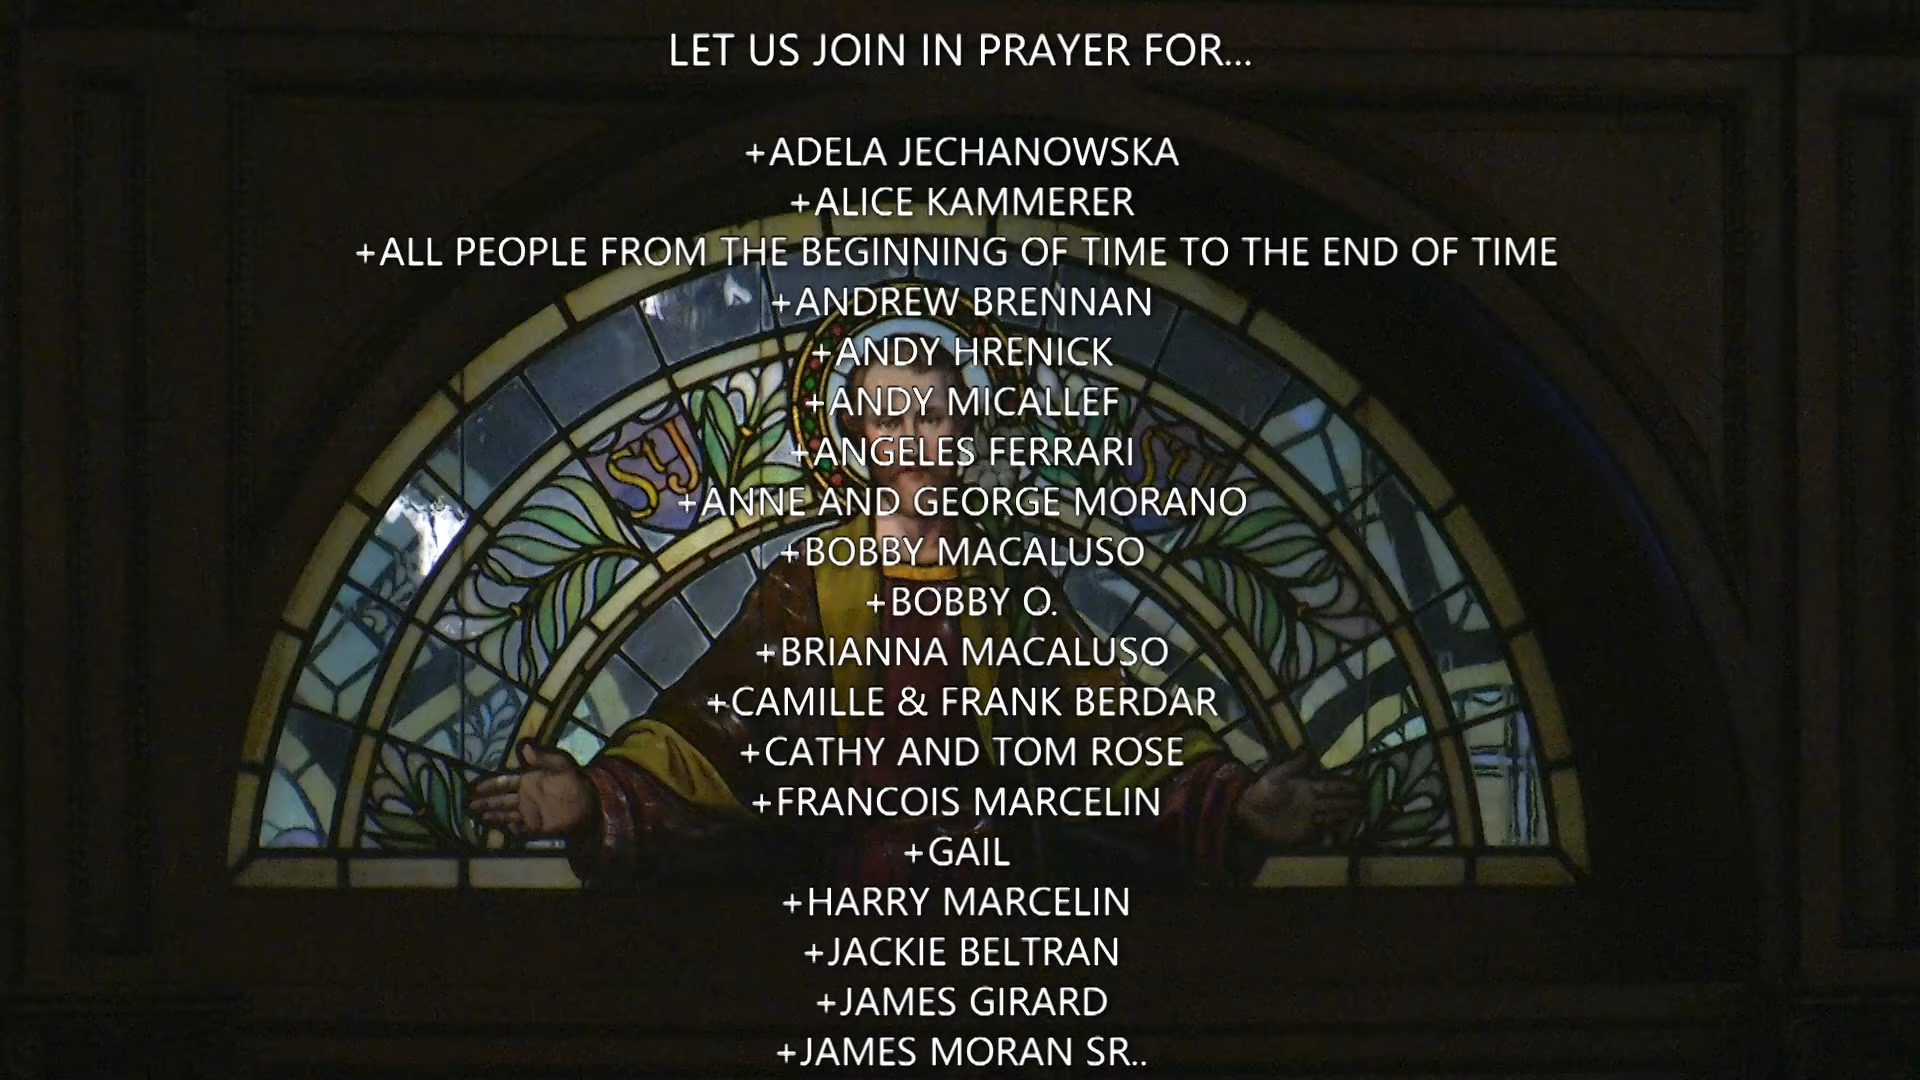 LET US JOIN IN PRAYER FOR...
+ADELA JECHANOWSKA
+ALICE KAMMERER
+ALL PEOPLE FROM THE BEGINNING OF TIME TO THE END OF TIME
+ANDREW BRENNAN
+ANDY HRENICK
+ANDY MICALLEF
+ANGELES FERRARI
St J
+ANNE AND GEORGE MORANO
+BOBBY MACALUSO
+BOBBY O.
+BRIANNA MACALUSO
+CAMILLE & FRANK BERDAR
+CATHY AND TOM ROSE
+FRANCOIS MARCELIN
+GAIL
+HARRY MARCELIN
+JACKIE BELTRAN
+JAMES GIRARD
+JAMES MORAN SR..